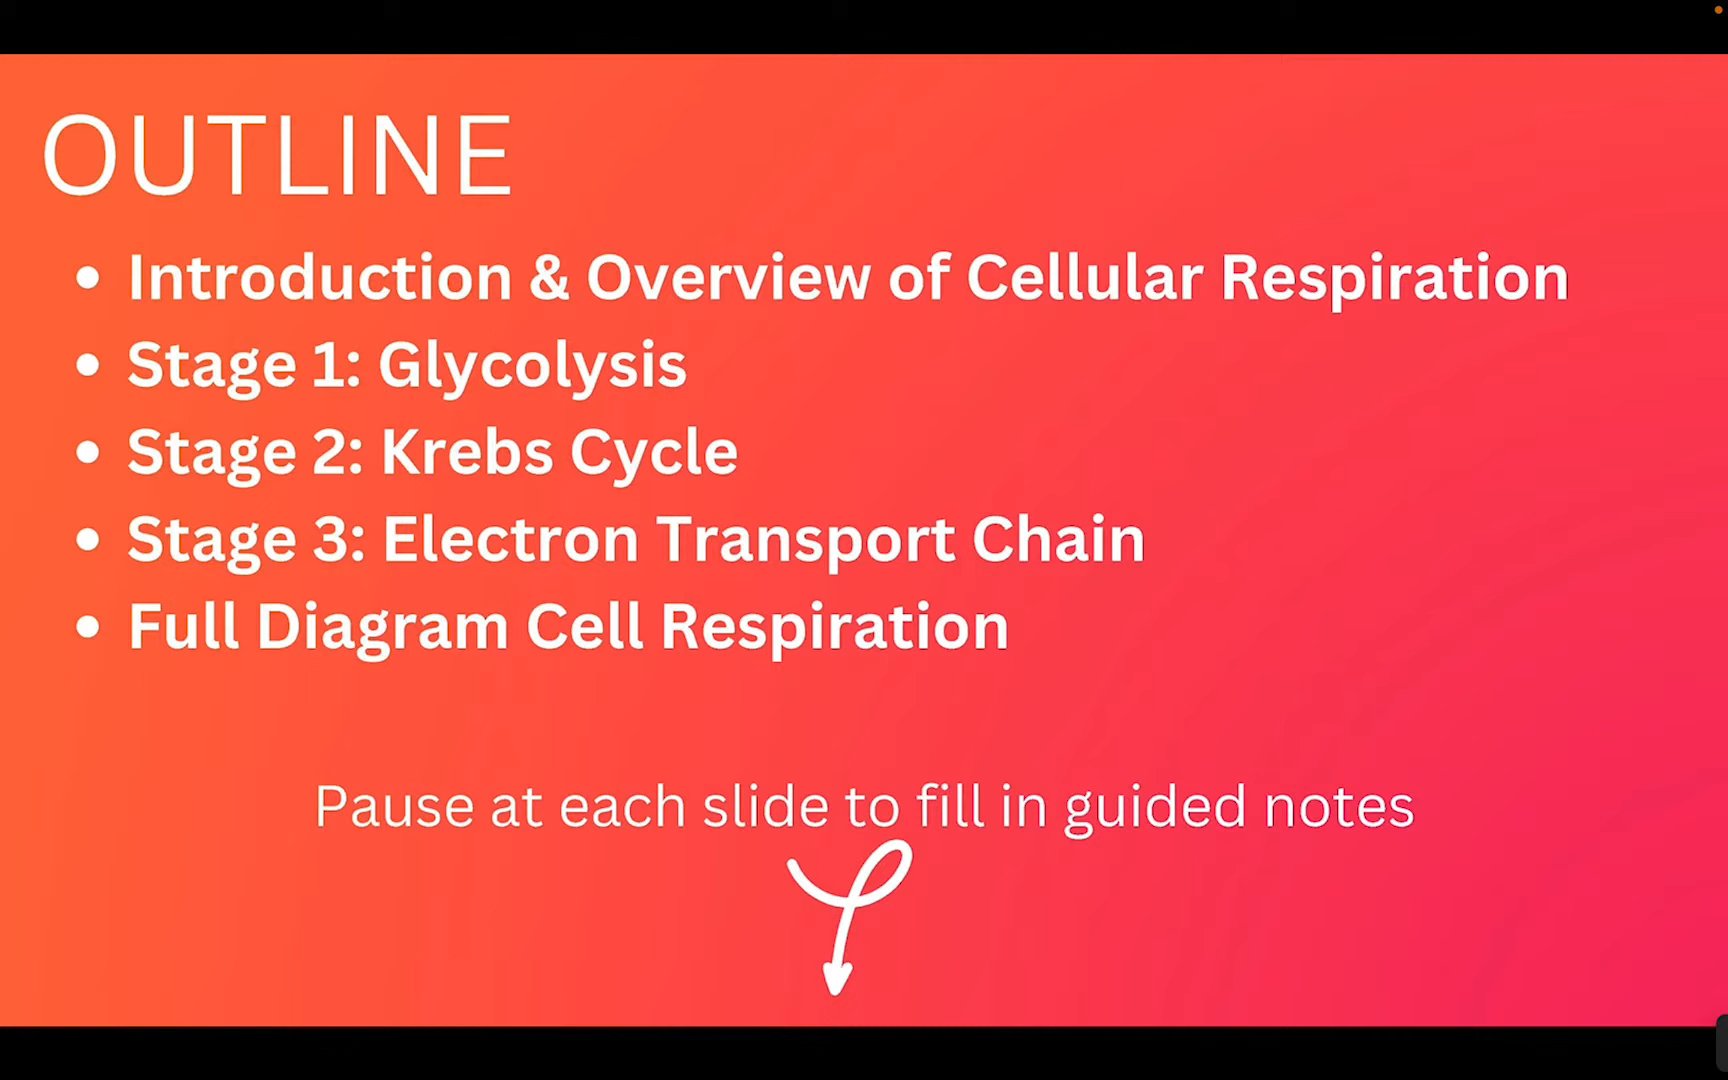 OUTLINE
• Introduction & Overview of Cellular Respiration
• Stage 1: Glycolysis
• Stage 2: Krebs Cycle
• Stage 3: Electron Transport Chain
• Full Diagram Cell Respiration
Pause at each slide to fill in guided notes